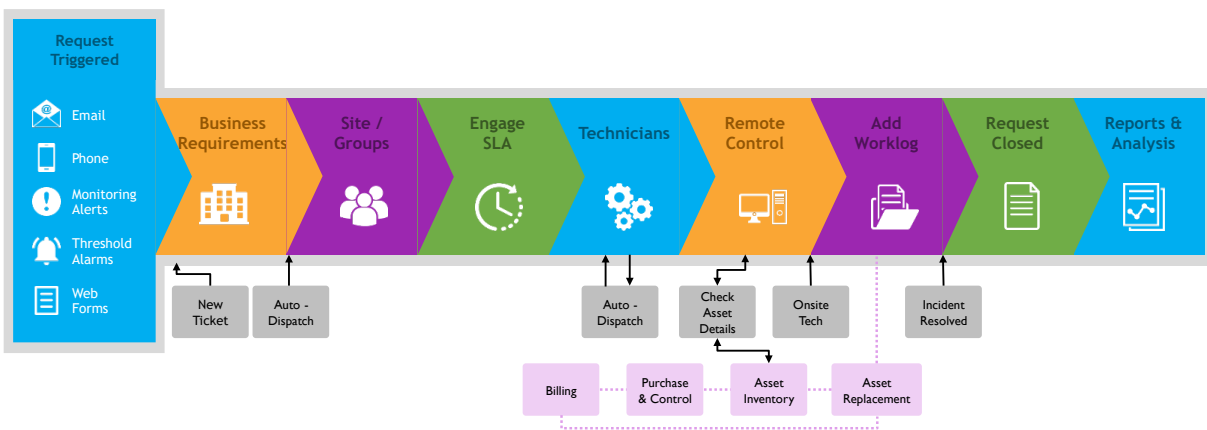 Request
Triggered
Email
Phone
Monitoring
Alerts
Threshold
Alarms
Web
Forms
Business
Requirements
Site /
Groups
Engage
SLA
Technicians
Remote
Control
Add
Worklog
Request
Closed
Reports &
Analysis
New
Ticket
Auto -
Dispatch
Auto -
Dispatch
Check
Asset
Details
Onsite
Tech
Incident
Resolved
Billing
Purchase
& Control
Asset
Inventory
Asset
Replacement